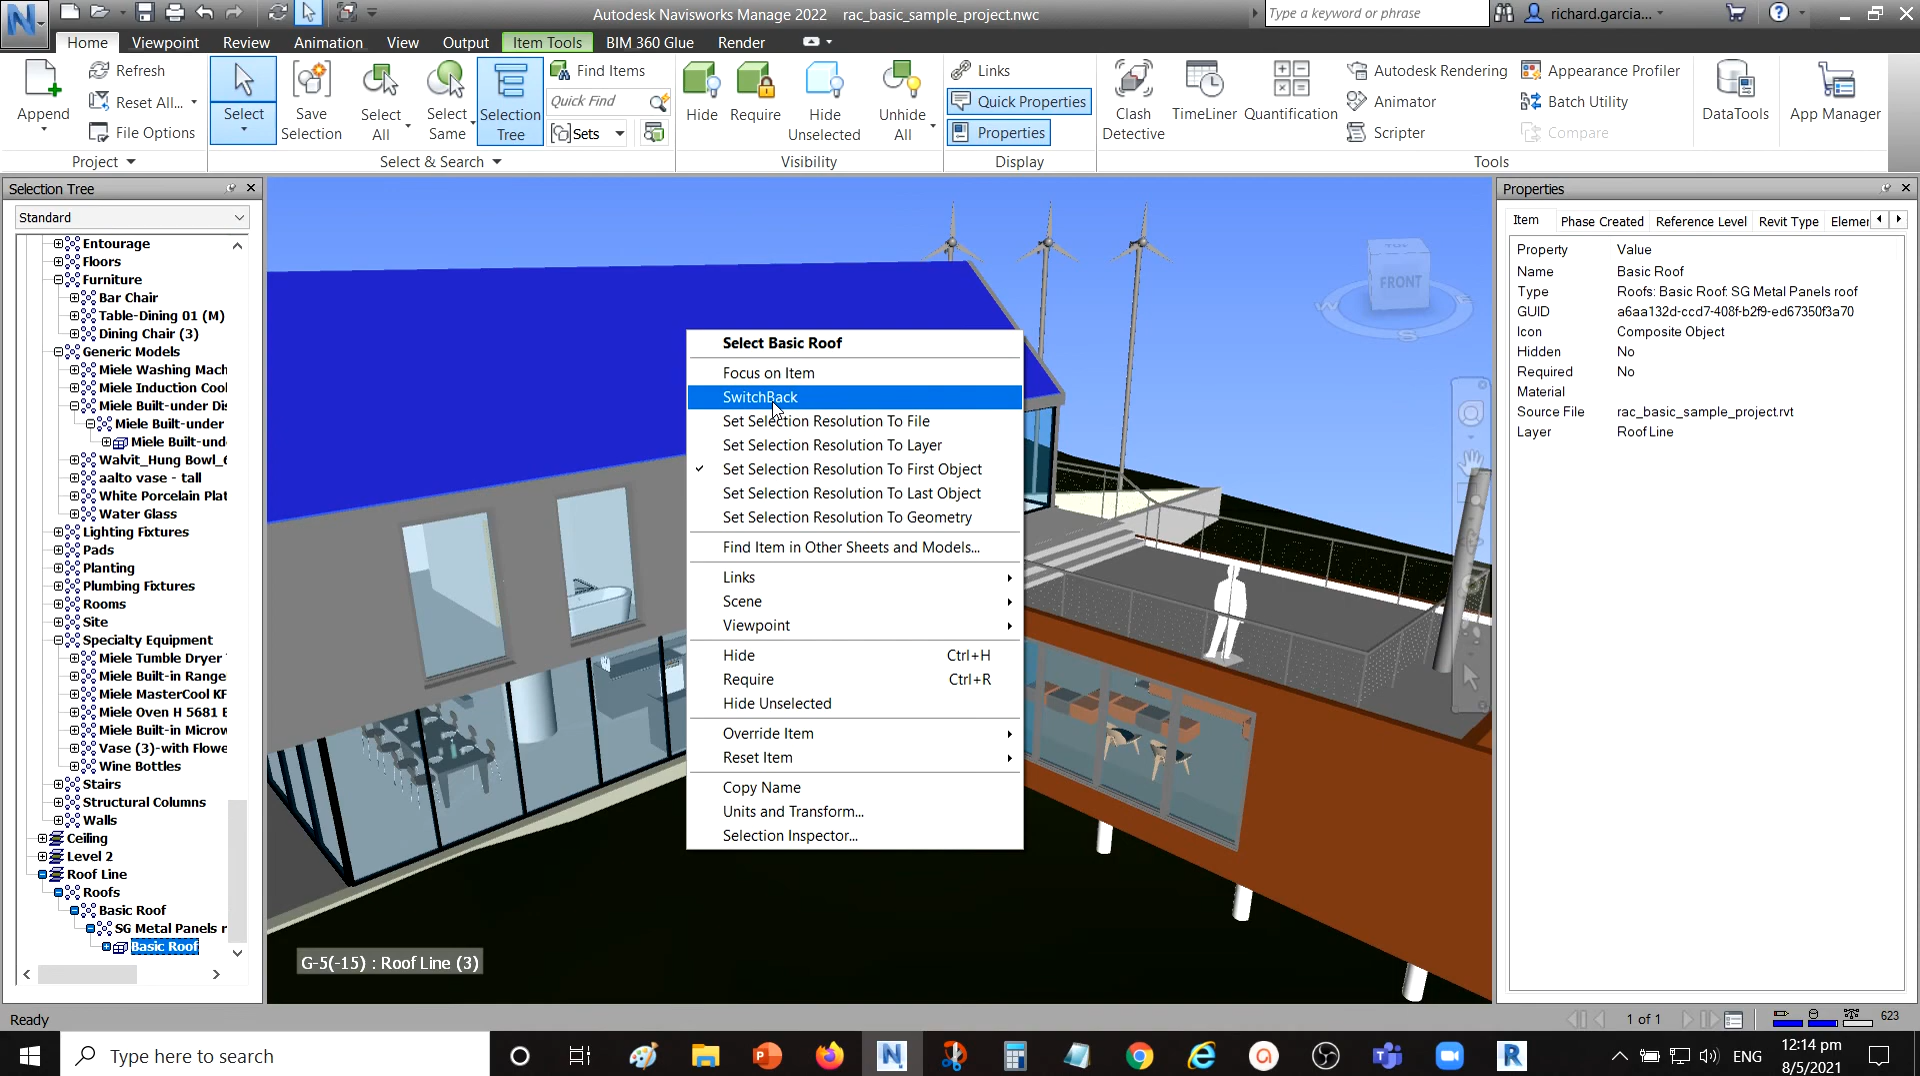 Autodesk Navisworks Manage 2022 rac_basic_sample_project.nwc
Type a keyword or phrase
richard.garcia...
Home Viewpoint Review Animation View Output Item Tools BIM 360 Glue Render
Append
Refresh
Reset All...
File Options
Project
Select
Save Selection
Select All
Select Same
Selection Tree
Find Items
Quick Find
Sets
Select & Search
Hide
Require
Hide Unselected
Unhide All
Visibility
Links
Quick Properties
Properties
Display
Clash Detective
TimeLiner
Quantification
Autodesk Rendering
Animator
Scripter
Appearance Profiler
Batch Utility
Compare
Tools
DataTools
App Manager
Selection Tree
Standard
Entourage
Floors
Furniture
Bar Chair
Table-Dining 01 (M)
Dining Chair (3)
Generic Models
Miele Washing Mach
Miele Induction Cool
Miele Built-under Dis
Miele Built-under
Miele Built-und
Walvit_Hung Bowl_6
aalto vase - tall
White Porcelain Plat
Water Glass
Lighting Fixtures
Pads
Planting
Plumbing Fixtures
Rooms
Site
Specialty Equipment
Miele Tumble Dryer
Miele Built-in Range
Miele MasterCool KF
Miele Oven H 5681 E
Miele Built-in Microw
Vase (3)-with Flowe
Wine Bottles
Stairs
Structural Columns
Walls
Ceiling
Level 2
Roof Line
Roofs
Basic Roof
SG Metal Panels r
Basic Roof
TOP
FRONT
W
Select Basic Roof
Focus on Item
SwitchBack
Set Selection Resolution To File
Set Selection Resolution To Layer
Set Selection Resolution To First Object
Set Selection Resolution To Last Object
Set Selection Resolution To Geometry
Find Item in Other Sheets and Models...
Links
Scene
Viewpoint
Hide Ctrl+H
Require Ctrl+R
Hide Unselected
Override Item
Reset Item
Copy Name
Units and Transform...
Selection Inspector...
G-5(-15) : Roof Line (3)
Properties
Item Phase Created Reference Level Revit Type Elemer
Property Value
Name Basic Roof
Type Roofs: Basic Roof: SG Metal Panels roof
GUID a6aa132d-ccd7-408f-b2f9-ed67350f3a70
Icon Composite Object
Hidden No
Required No
Material
Source File rac_basic_sample_project.rvt
Layer Roof Line
Ready
1 of 1
623
Type here to search
ENG
12:14 pm
8/5/2021